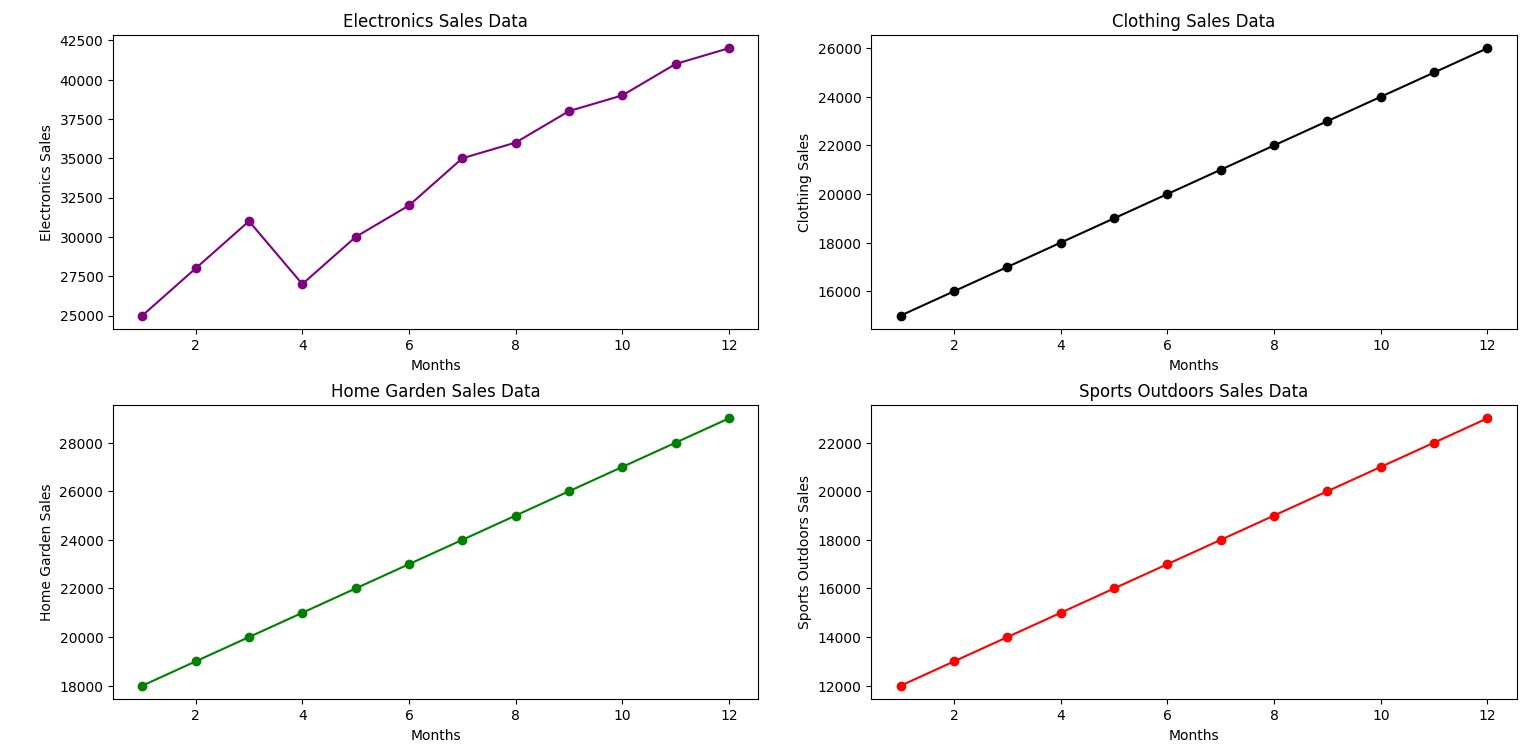 Electronics Sales Data
42500
40000
37500
35000
32500
30000
27500
25000
Electronics Sales
2 4 6 8 10 12
Months
Clothing Sales Data
26000
24000
22000
20000
18000
16000
Clothing Sales
2 4 6 8 10 12
Months
Home Garden Sales Data
28000
26000
24000
22000
20000
18000
Home Garden Sales
2 4 6 8 10 12
Months
Sports Outdoors Sales Data
22000
20000
18000
16000
14000
12000
Sports Outdoors Sales
2 4 6 8 10 12
Months